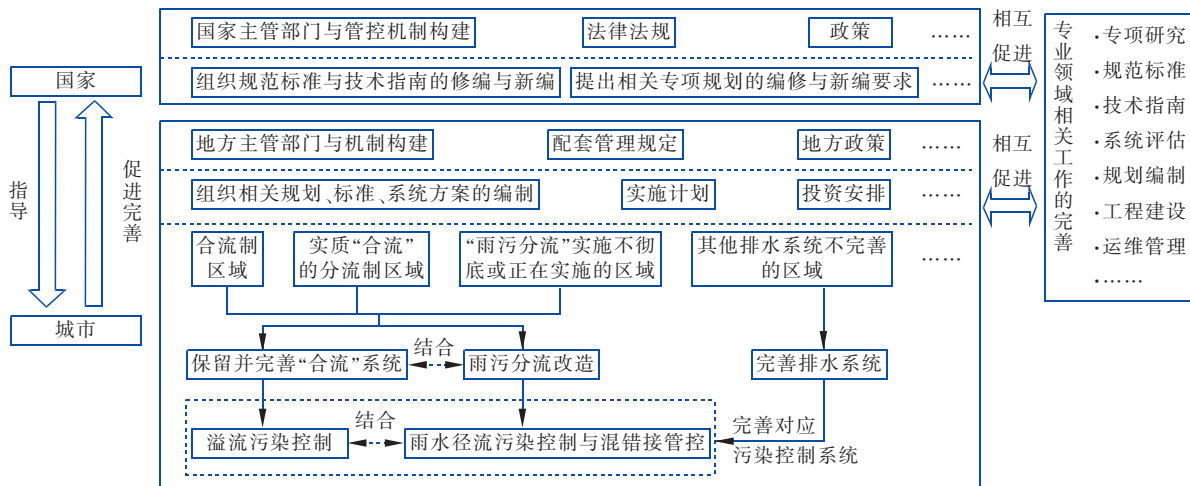 国家
指导
促进完善
城市
国家主管部门与管控机制构建
法律法规
政策
……
组织规范标准与技术指南的修编与新编
提出相关专项规划的编修与新编要求
……
相互
促进
地方主管部门与机制构建
配套管理规定
地方政策
……
组织相关规划、标准、系统方案的编制
实施计划
投资安排
……
相互
促进
合流制
区域
实质“合流”
的分流制区域
“雨污分流”实施不彻
底或正在实施的区域
其他排水系统不完善
的区域
……
保留并完善“合流”系统
结合
雨污分流改造
完善排水系统
溢流污染控制
结合
雨水径流污染控制与混错接管控
完善对应
污染控制系统
专业领域相关工作的完善
·专项研究
·规范标准
·技术指南
·系统评估
·规划编制
·工程建设
·运维管理
·……